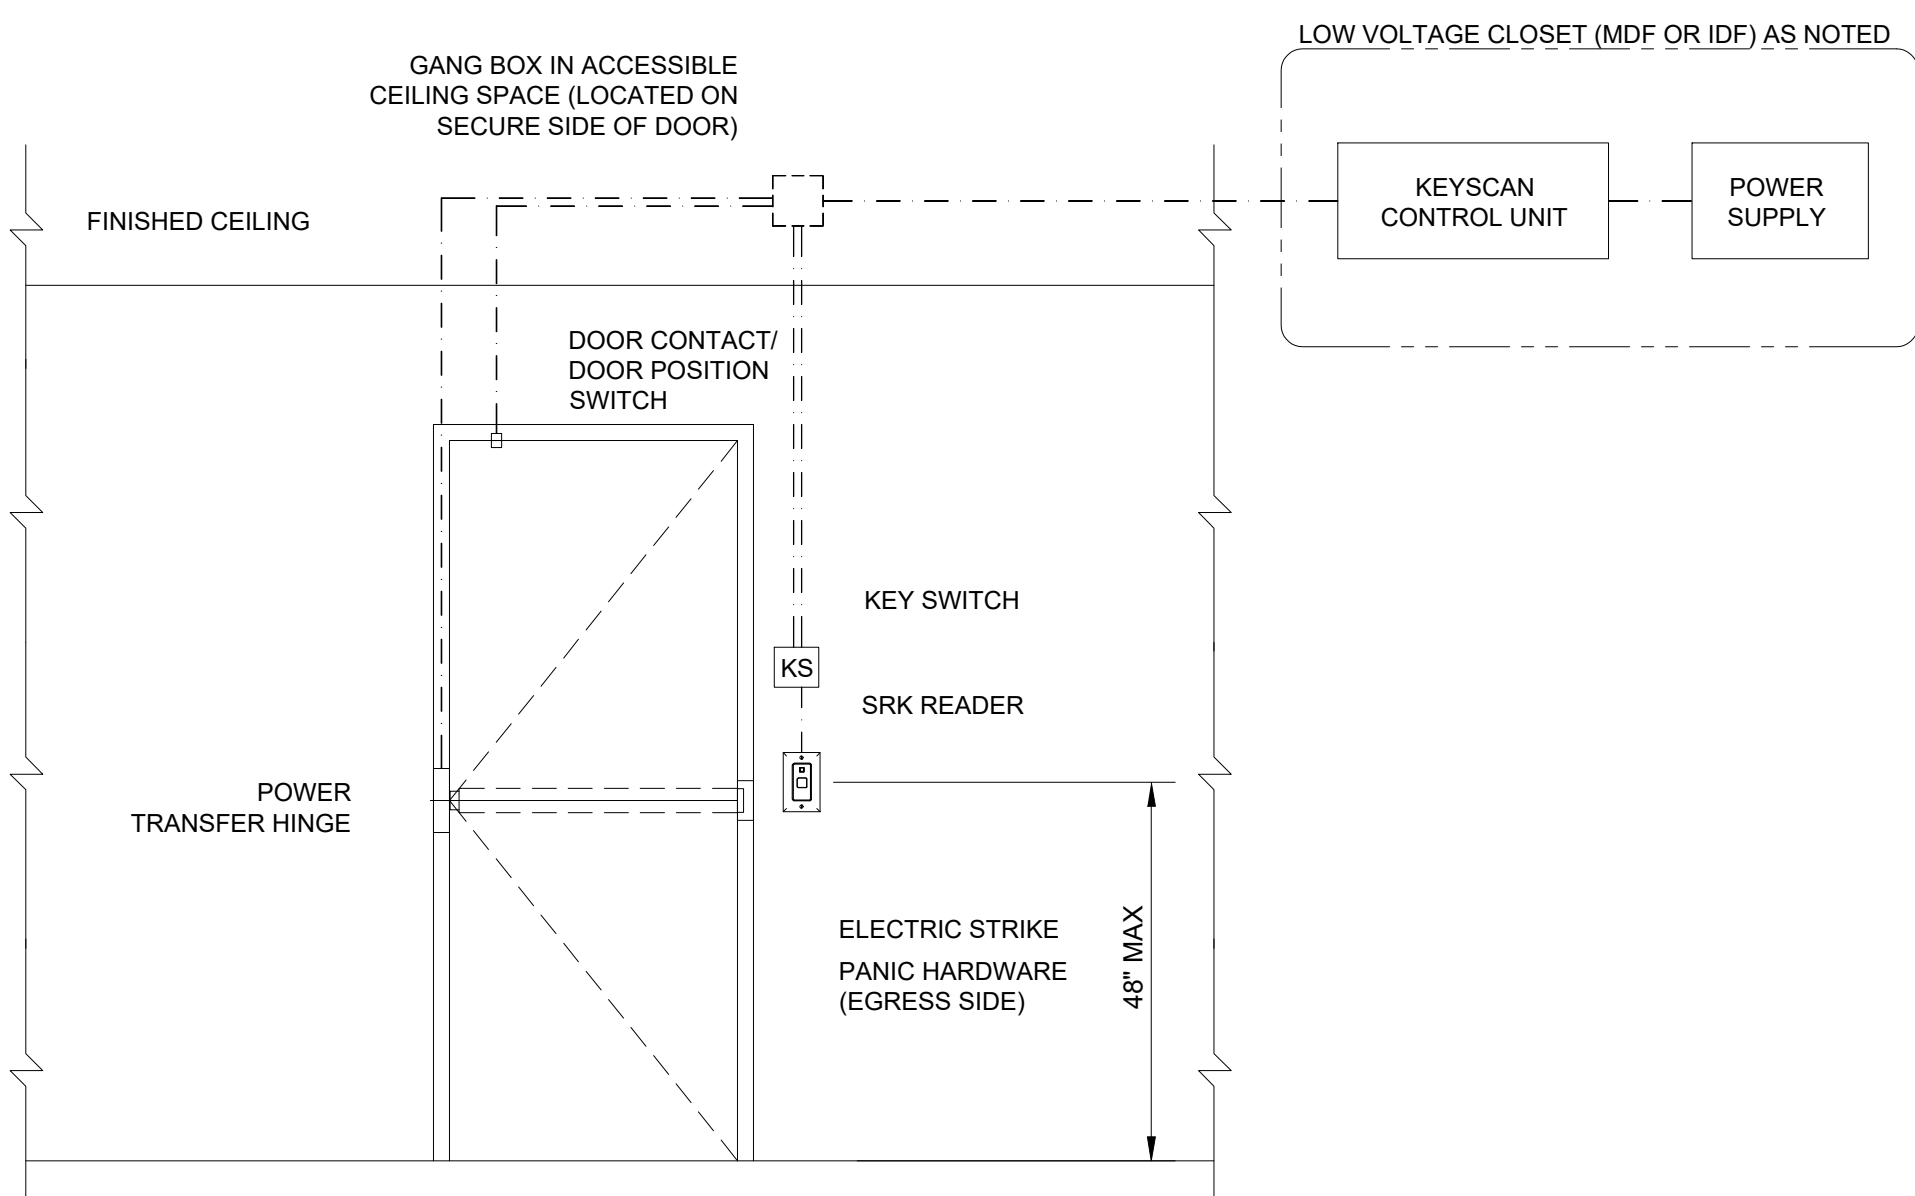 LOW VOLTAGE CLOSET (MDF OR IDF) AS NOTED
GANG BOX IN ACCESSIBLE
CEILING SPACE (LOCATED ON
SECURE SIDE OF DOOR)
KEYSCAN
CONTROL UNIT
POWER
SUPPLY
FINISHED CEILING
DOOR CONTACT/
DOOR POSITION
SWITCH
KEY SWITCH
KS
SRK READER
POWER
TRANSFER HINGE
ELECTRIC STRIKE
PANIC HARDWARE
(EGRESS SIDE)
48" MAX